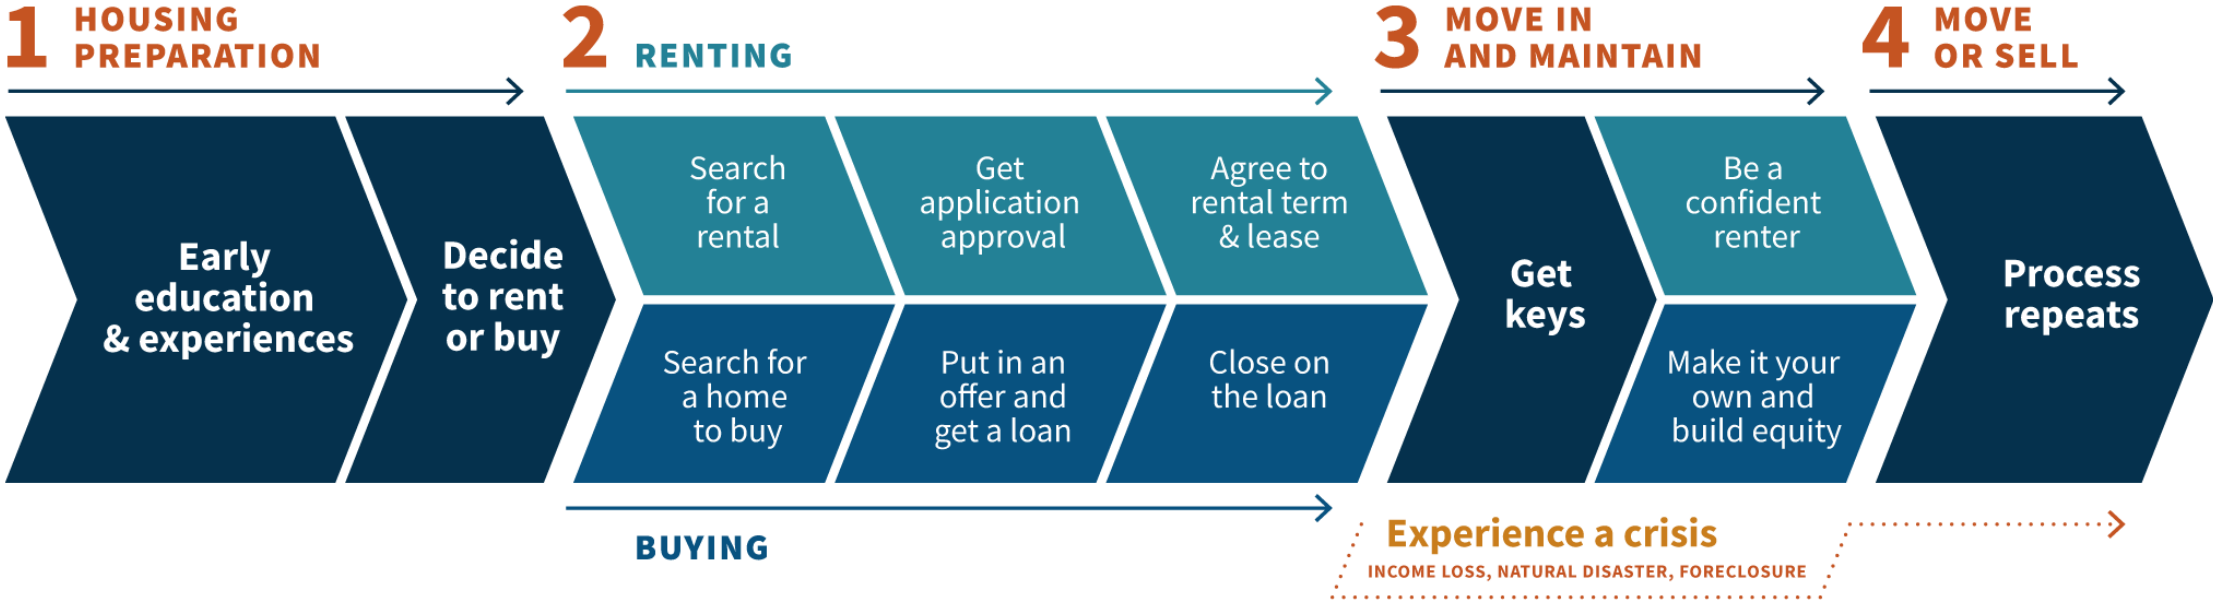 1 HOUSING
PREPARATION
2 RENTING
3 MOVE IN
AND MAINTAIN
4 MOVE
OR SELL
Early
education
& experiences
Decide
to rent
or buy
Search
for a
rental
Get
application
approval
Agree to
rental term
& lease
Search for
a home
to buy
Put in an
offer and
get a loan
Close on
the loan
Get
keys
Be a
confident
renter
Make it your
own and
build equity
Process
repeats
BUYING
Experience a crisis
INCOME LOSS, NATURAL DISASTER, FORECLOSURE